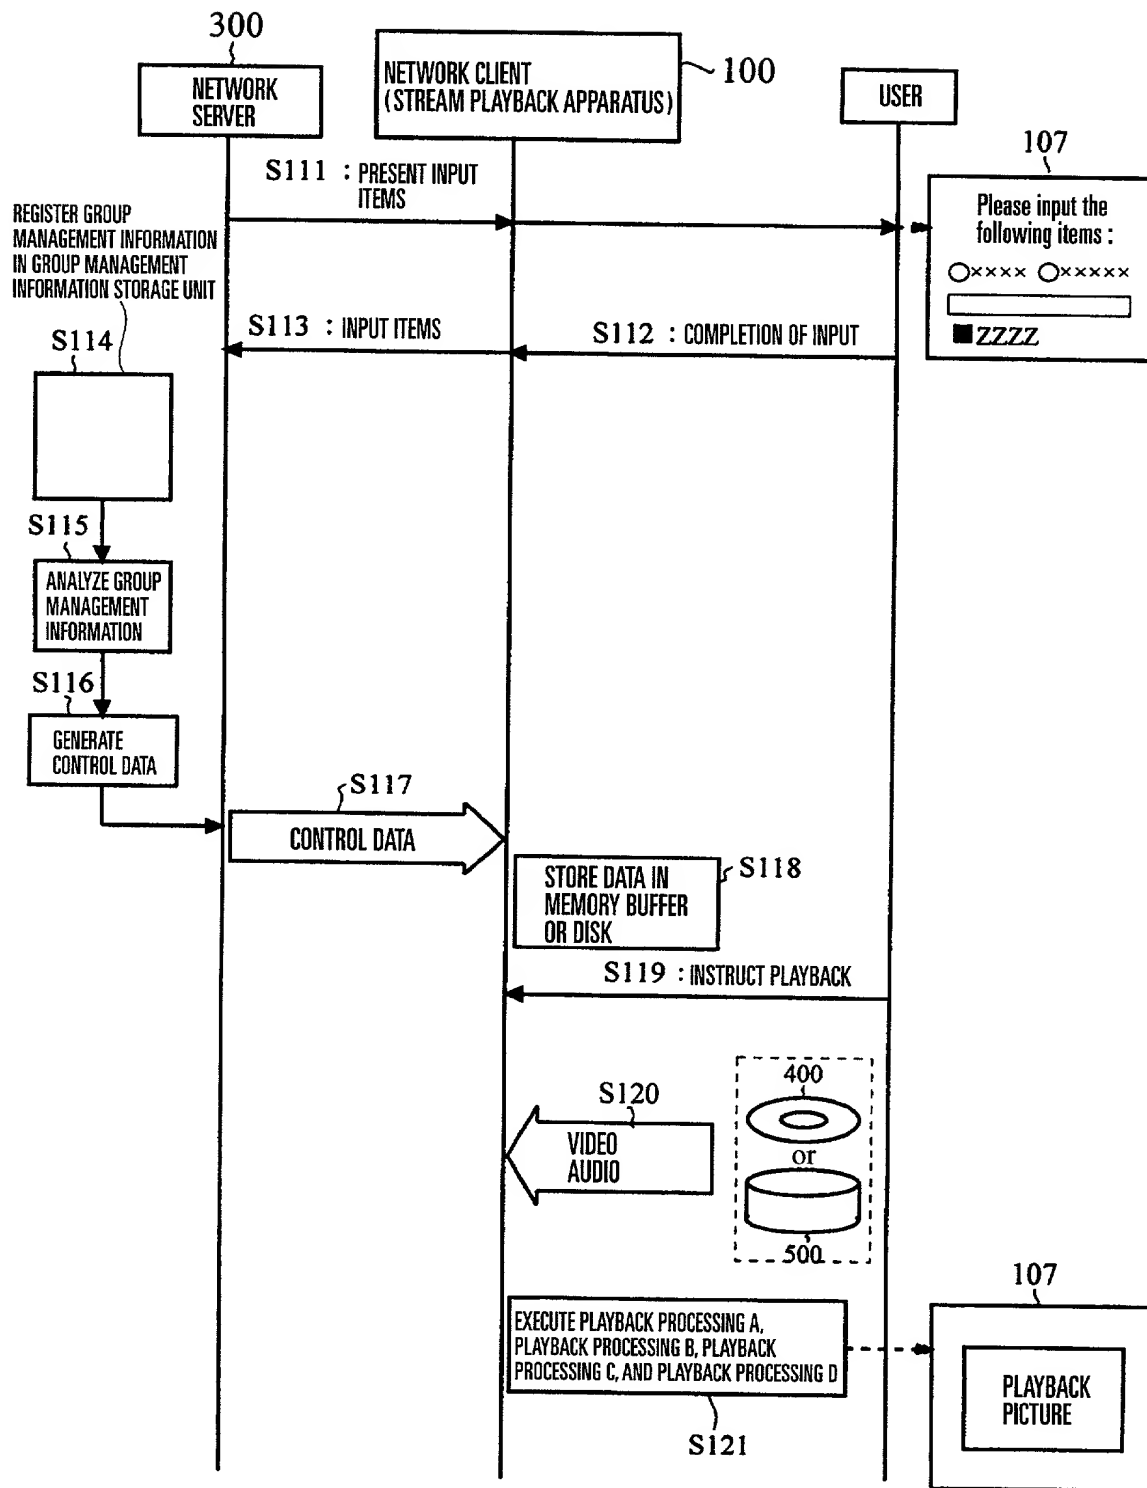 300
NETWORK
SERVER
NETWORK CLIENT
(STREAM PLAYBACK APPARATUS)
100
USER
S111 : PRESENT INPUT
ITEMS
107
Please input the
following items :
○×××× ○×××××
■ZZZZ
REGISTER GROUP
MANAGEMENT INFORMATION
IN GROUP MANAGEMENT
INFORMATION STORAGE UNIT
S113 : INPUT ITEMS
S112 : COMPLETION OF INPUT
S114
S115
ANALYZE GROUP
MANAGEMENT
INFORMATION
S116
GENERATE
CONTROL DATA
S117
CONTROL DATA
STORE DATA IN
MEMORY BUFFER
OR DISK
S118
S119 : INSTRUCT PLAYBACK
S120
VIDEO
AUDIO
400
or
500
EXECUTE PLAYBACK PROCESSING A,
PLAYBACK PROCESSING B, PLAYBACK
PROCESSING C, AND PLAYBACK PROCESSING D
S121
107
PLAYBACK
PICTURE